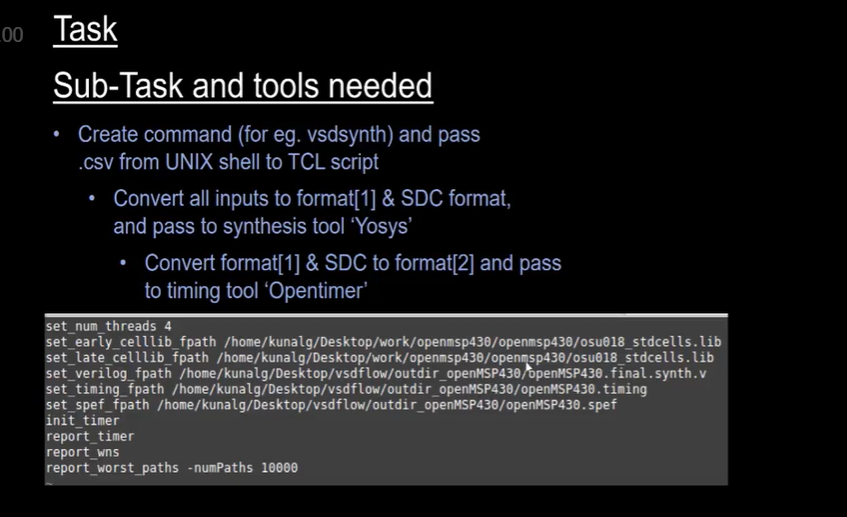 .00
Task
Sub-Task and tools needed
• Create command (for eg. vsdsynth) and pass
.csv from UNIX shell to TCL script
• Convert all inputs to format[1] & SDC format,
and pass to synthesis tool ‘Yosys’
• Convert format[1] & SDC to format[2] and pass
to timing tool ‘Opentimer’
set_num_threads 4
set_early_celllib_fpath /home/kunalg/Desktop/work/openmsp430/openmsp430/osu018_stdcells.lib
set_late_celllib_fpath /home/kunalg/Desktop/work/openmsp430/openmsp430/osu018_stdcells.lib
set_verilog_fpath /home/kunalg/Desktop/vsdflow/outdir_openMSP430/openMSP430.final.synth.v
set_timing_fpath /home/kunalg/Desktop/vsdflow/outdir_openMSP430/openMSP430.timing
set_spef_fpath /home/kunalg/Desktop/vsdflow/outdir_openMSP430/openMSP430.spef
init_timer
report_timer
report_wns
report_worst_paths -numPaths 10000
~